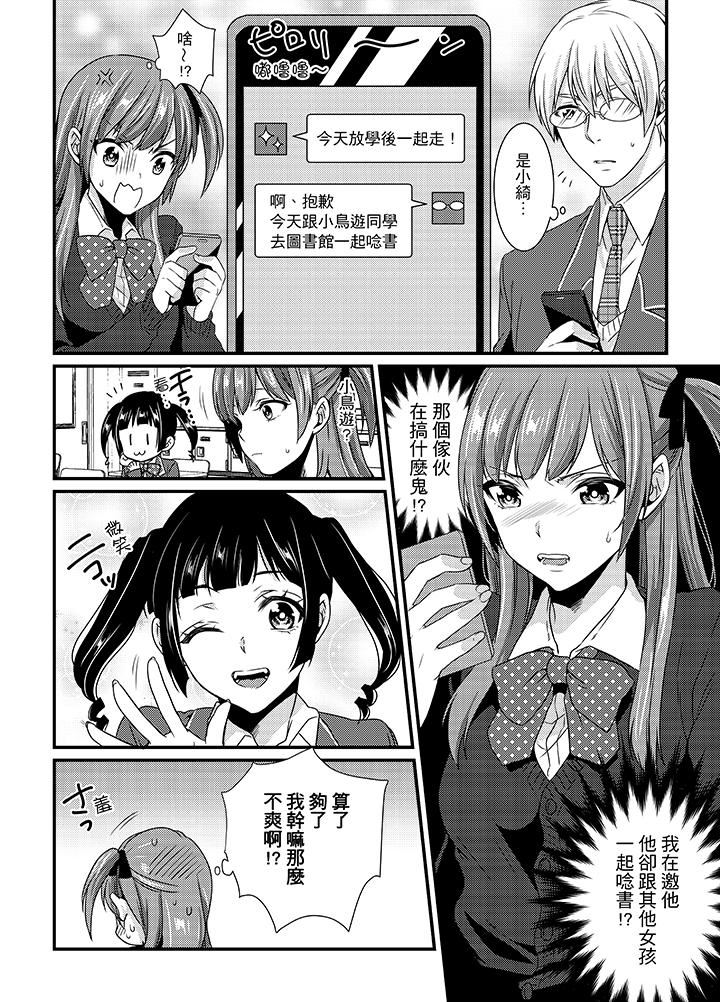 是小綺…
ピロリ～ン
嘟嚕嚕～
今天放學後一起走！
啊、抱歉
今天跟小鳥遊同學
去圖書館一起唸書
啥
～
!?
那個傢伙
在搞什麼鬼!?
我在邀他
他卻跟其他女孩
一起唸書!?
小鳥遊？
チラ
看
微笑
ニコッ
算了
夠了
我幹嘛那麼
不爽啊!?
羞